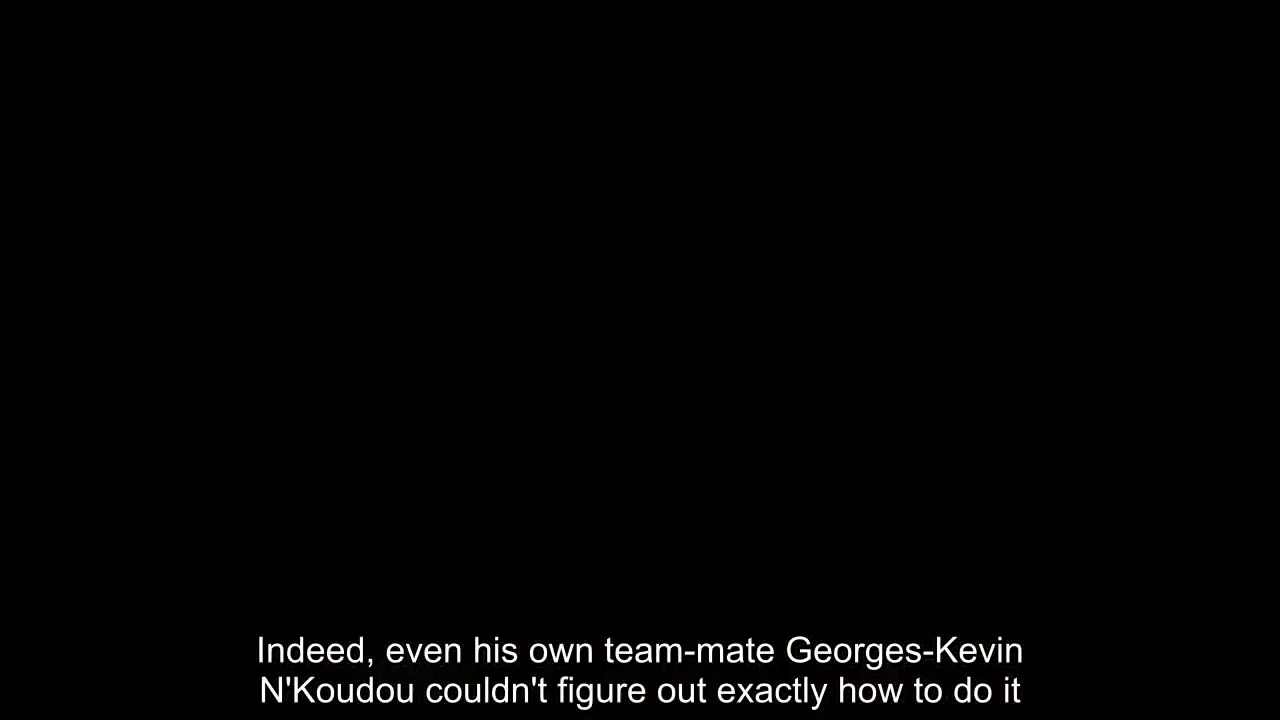 Indeed, even his own team-mate Georges-Kevin
N'Koudou couldn't figure out exactly how to do it